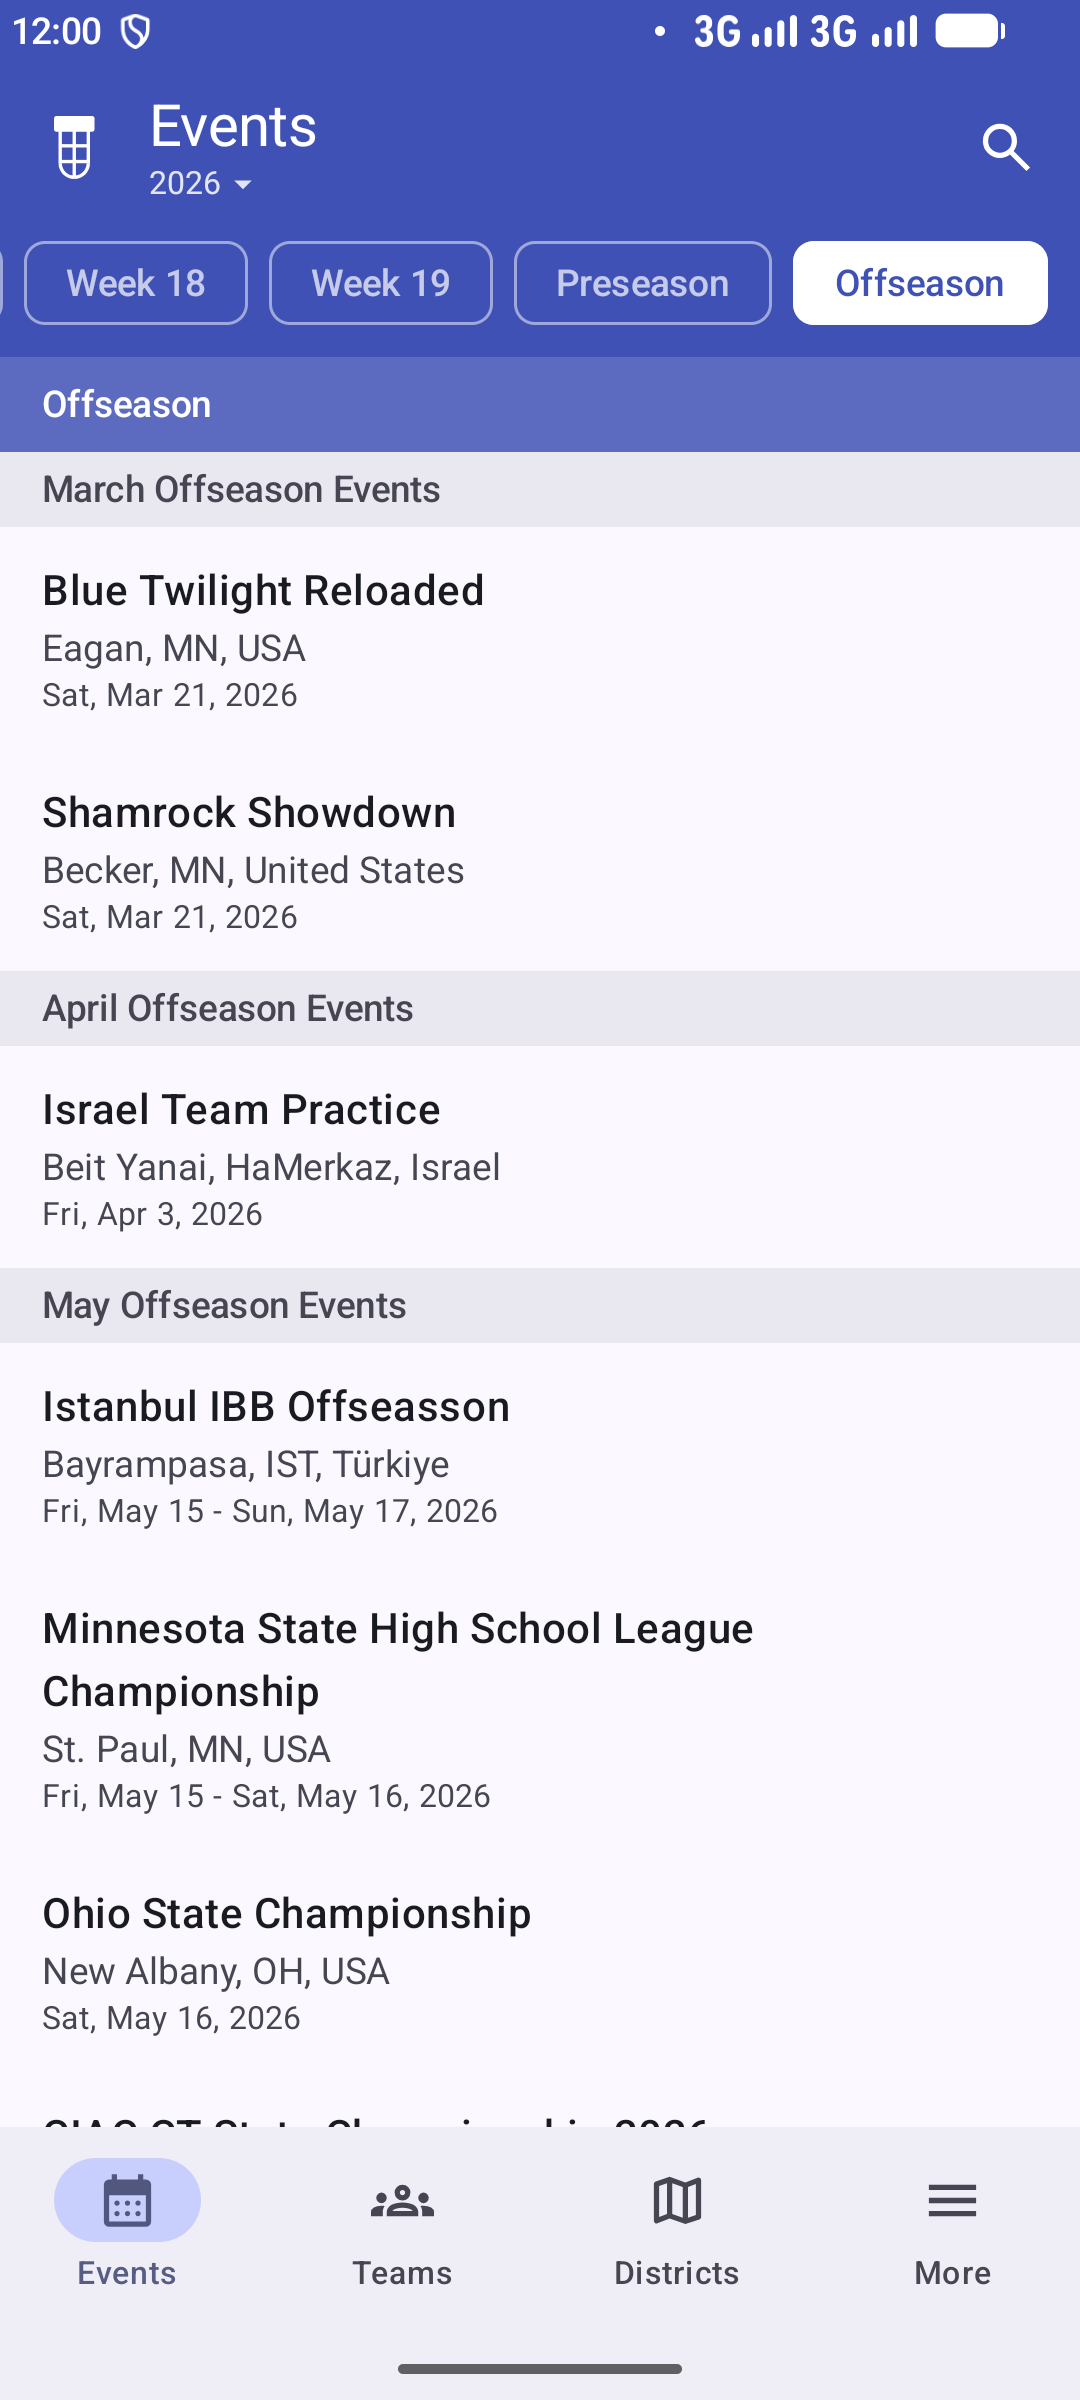 12:00
3G 3G
Events
2026
Week 18
Week 19
Preseason
Offseason
Offseason
March Offseason Events
Blue Twilight Reloaded
Eagan, MN, USA
Sat, Mar 21, 2026
Shamrock Showdown
Becker, MN, United States
Sat, Mar 21, 2026
April Offseason Events
Israel Team Practice
Beit Yanai, HaMerkaz, Israel
Fri, Apr 3, 2026
May Offseason Events
Istanbul IBB Offseasson
Bayrampasa, IST, Türkiye
Fri, May 15 - Sun, May 17, 2026
Minnesota State High School League
Championship
St. Paul, MN, USA
Fri, May 15 - Sat, May 16, 2026
Ohio State Championship
New Albany, OH, USA
Sat, May 16, 2026
Events
Teams
Districts
More